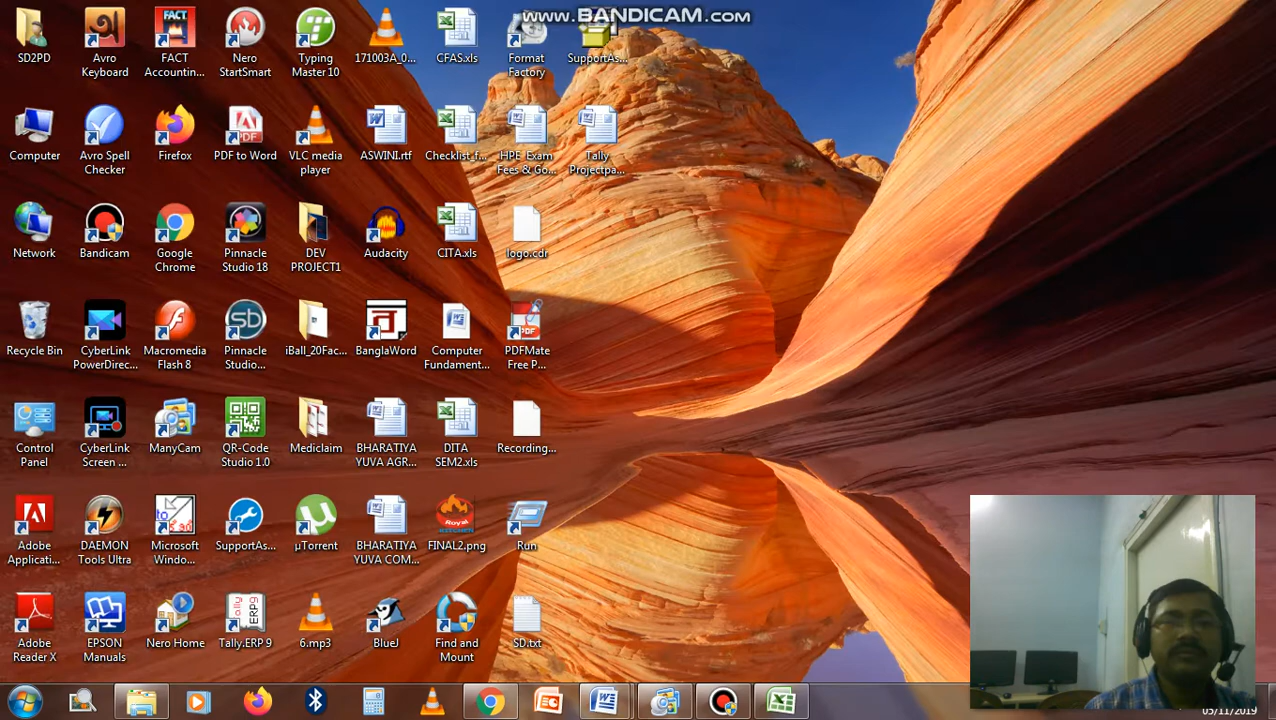 www.BANDICAM.com
SD2PD
Avro
Keyboard
FACT
Accountin...
Nero
StartSmart
Typing
Master 10
171003A_0...
CFAS.xls
Format
Factory
SupportAs...
Computer
Avro Spell
Checker
Firefox
PDF to Word
VLC media
player
ASWINI.rtf
Checklist_f...
HPE_Exam
Fees & Go...
Tally
Projectpa...
Network
Bandicam
Google
Chrome
Pinnacle
Studio 18
DEV
PROJECT1
Audacity
CITA.xls
logo.cdr
Recycle Bin
CyberLink
PowerDirec...
Macromedia
Flash 8
Pinnacle
Studio...
iBall_20Fac...
BanglaWord
Computer
Fundament...
PDFMate
Free P...
Control
Panel
CyberLink
Screen ...
ManyCam
QR-Code
Studio 1.0
Mediclaim
BHARATIYA
YUVA AGR...
DITA
SEM2.xls
Recording...
Adobe
Applicati...
DAEMON
Tools Ultra
Microsoft
Windo...
SupportAs...
µTorrent
BHARATIYA
YUVA COM...
FINAL2.png
Run
Adobe
Reader X
EPSON
Manuals
Nero Home
Tally.ERP 9
6.mp3
BlueJ
Find and
Mount
SD.txt
05/11/2019